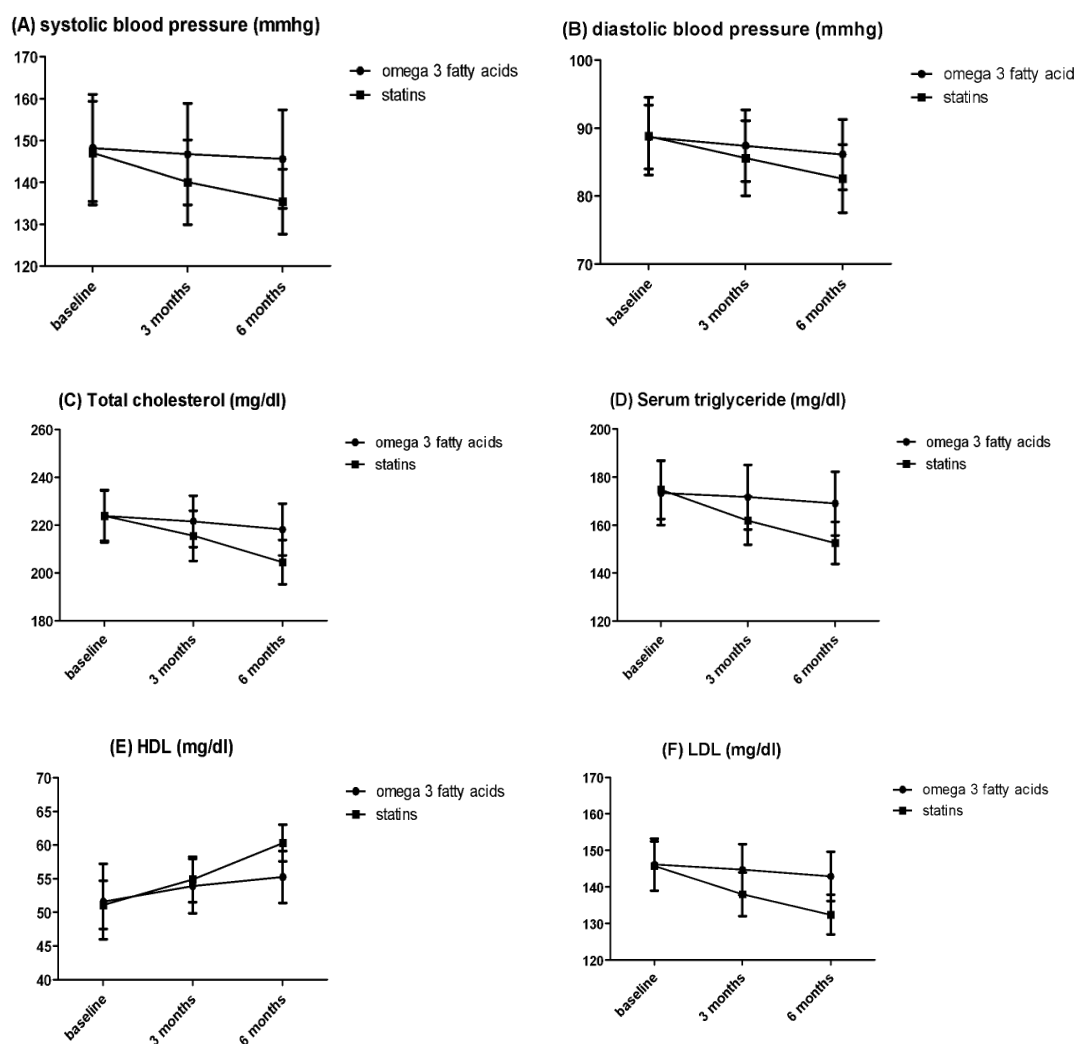 (A) systolic blood pressure (mmhg)
170
160
150
140
130
120
baseline
3 months
6 months
omega 3 fatty acids
statins
(B) diastolic blood pressure (mmhg)
100
90
80
70
baseline
3 months
6 months
omega 3 fatty acid
statins
(C) Total cholesterol (mg/dl)
260
240
220
200
180
baseline
3 months
6 months
omega 3 fatty acids
statins
(D) Serum triglyceride (mg/dl)
200
180
160
140
120
baseline
3 months
6 months
omega 3 fatty acids
statins
(E) HDL (mg/dl)
70
65
60
55
50
45
40
baseline
3 months
6 months
omega 3 fatty acids
statins
(F) LDL (mg/dl)
170
160
150
140
130
120
baseline
3 months
6 months
omega 3 fatty acids
statins